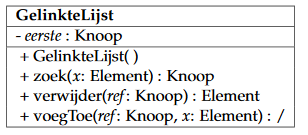 GelinkteLijst
- eerste : Knoop
+ GelinkteLijst( )
+ zoek(x: Element) : Knoop
+ verwijder(ref : Knoop) : Element
+ voegToe(ref : Knoop, x: Element) : /